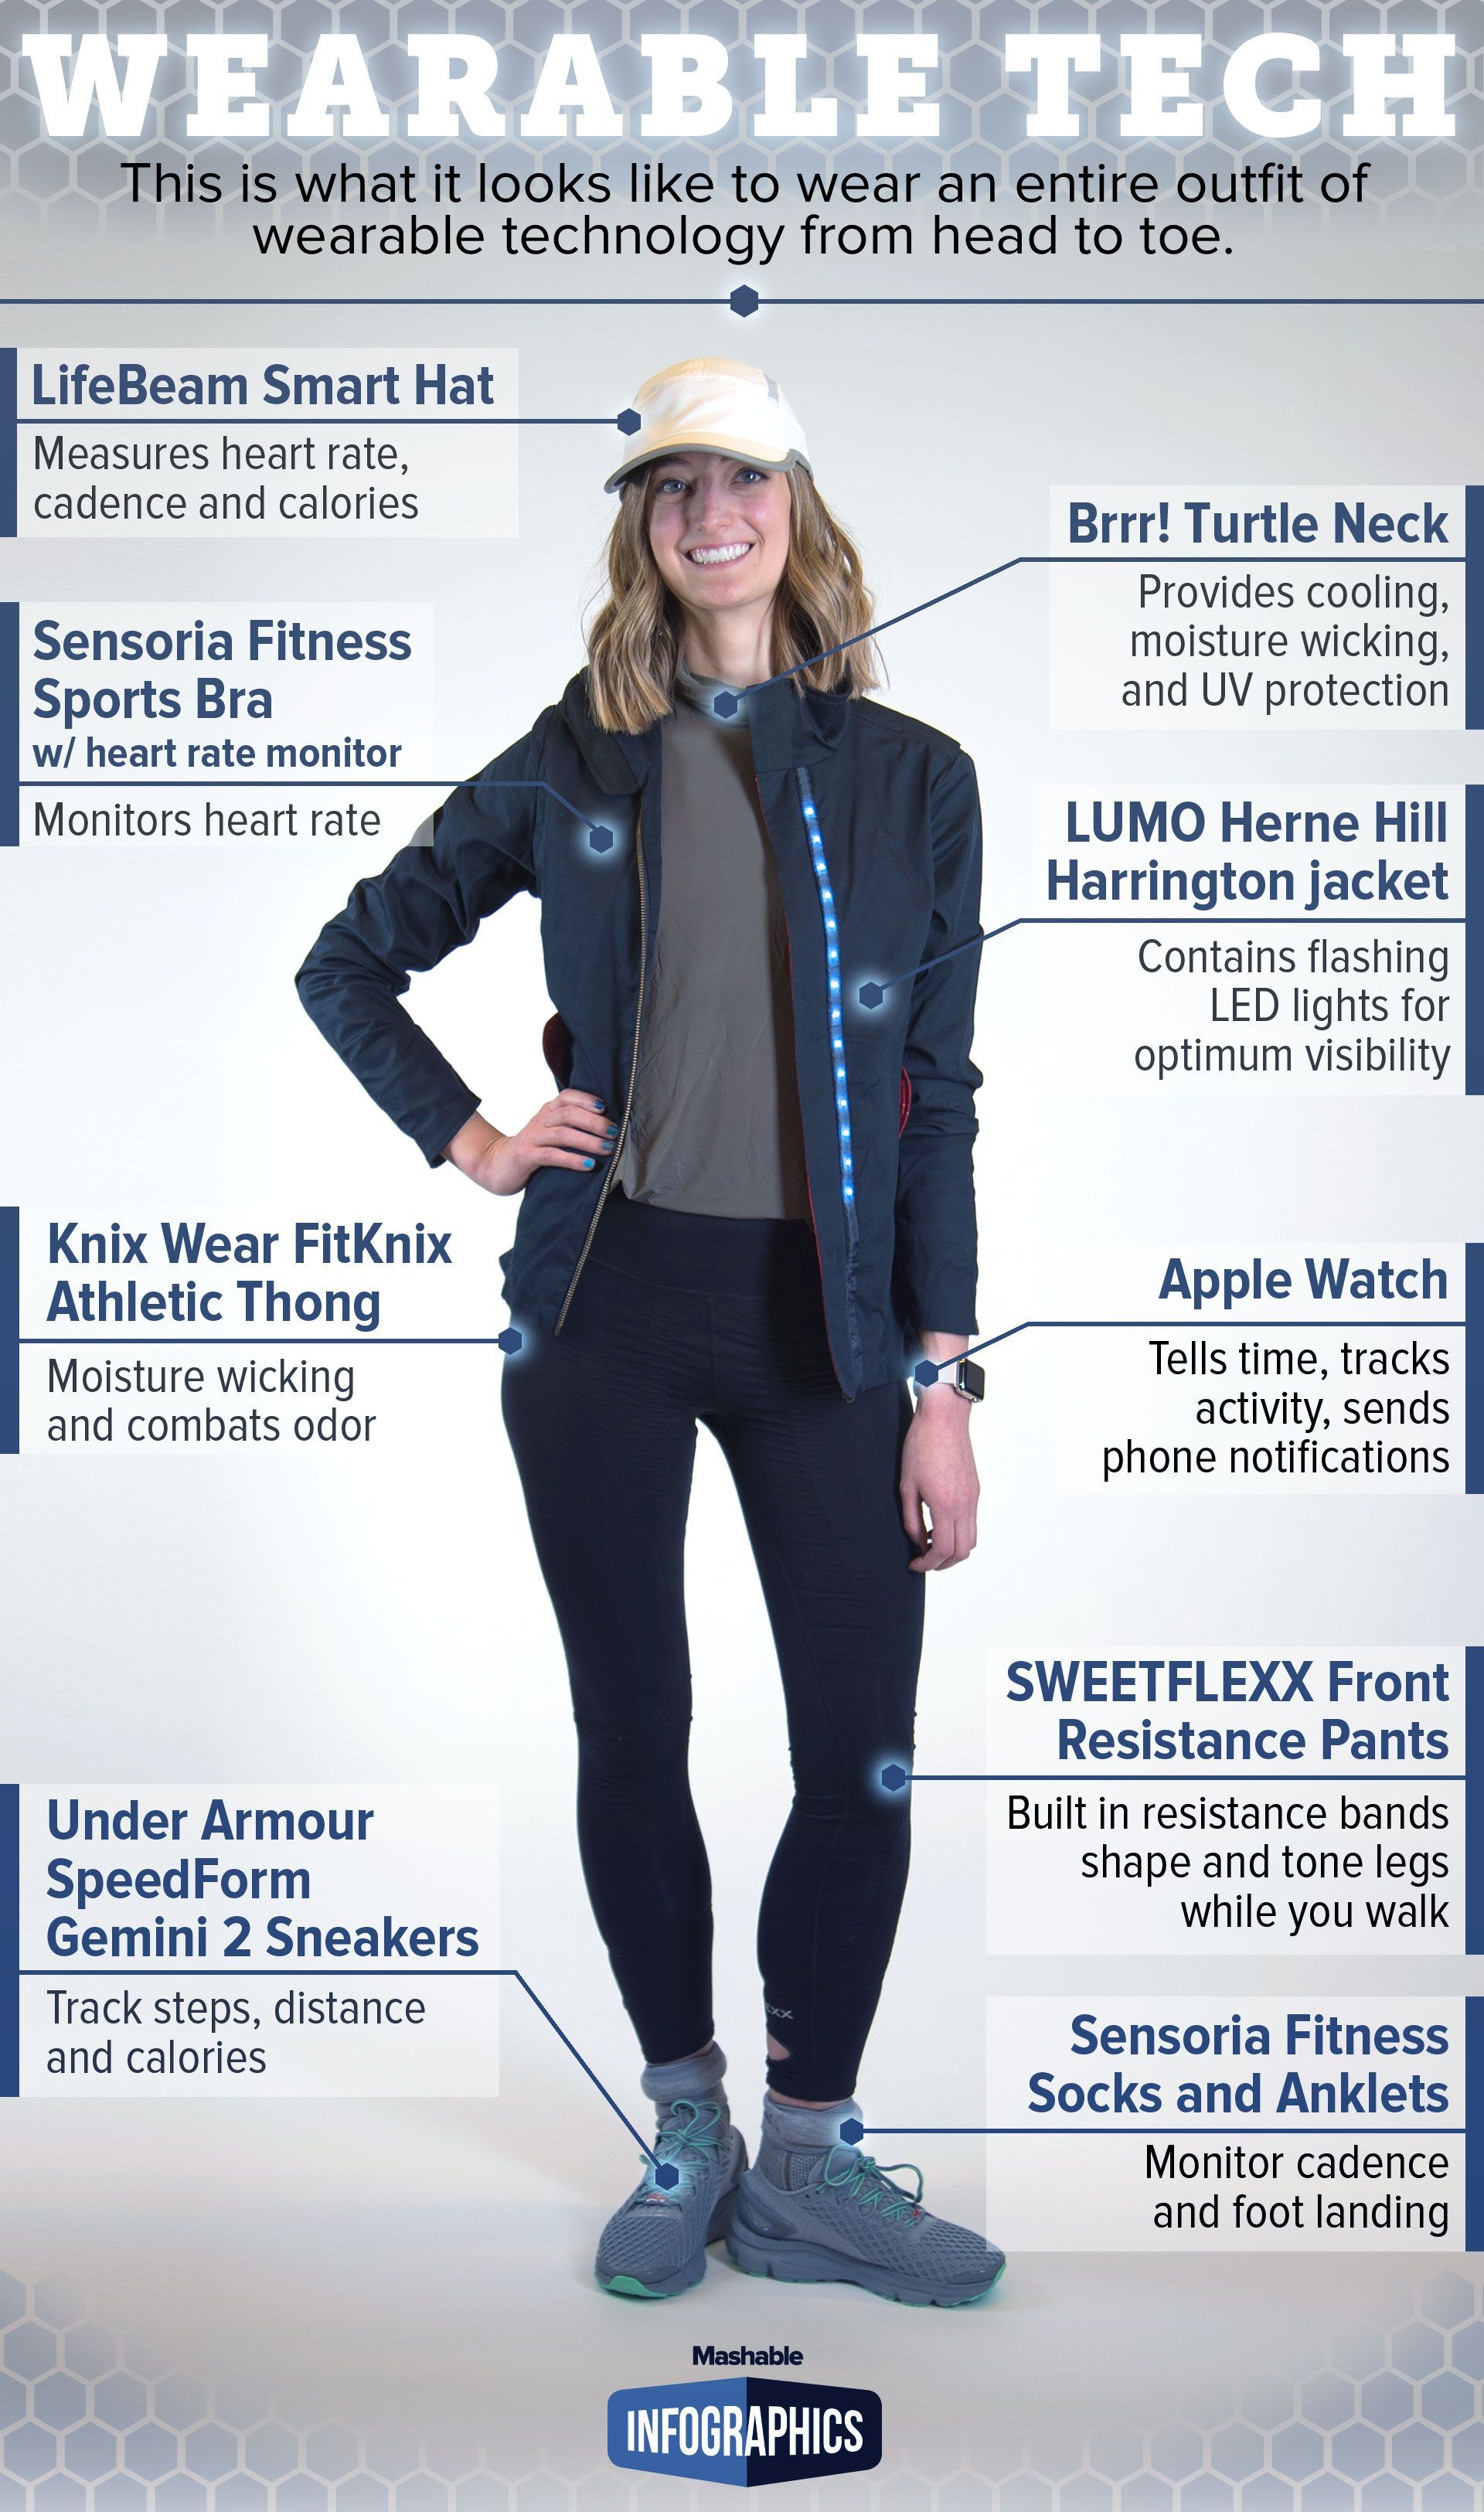 WEARABLE TECH
This is what it looks like to wear an entire outfit of
wearable technology from head to toe.
LifeBeam Smart Hat
Measures heart rate,
cadence and calories
Brrr! Turtle Neck
Provides cooling,
moisture wicking,
and UV protection
Sensoria Fitness
Sports Bra
w/ heart rate monitor
Monitors heart rate
LUMO Herne Hill
Harrington jacket
Contains flashing
LED lights for
optimum visibility
Knix Wear FitKnix
Athletic Thong
Moisture wicking
and combats odor
Apple Watch
Tells time, tracks
activity, sends
phone notifications
SWEETFLEXX Front
Resistance Pants
Built in resistance bands
shape and tone legs
while you walk
Under Armour
SpeedForm
Gemini 2 Sneakers
Track steps, distance
and calories
Sensoria Fitness
Socks and Anklets
Monitor cadence
and foot landing
Mashable
INFOGRAPHICS